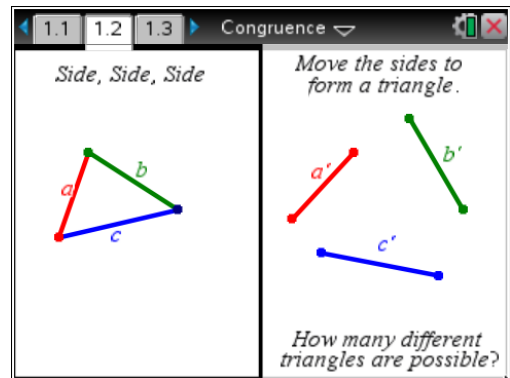 1.1 1.2 1.3 Congruence
Side, Side, Side
a
b
c
Move the sides to
form a triangle.
a′
b′
c′
How many different
triangles are possible?